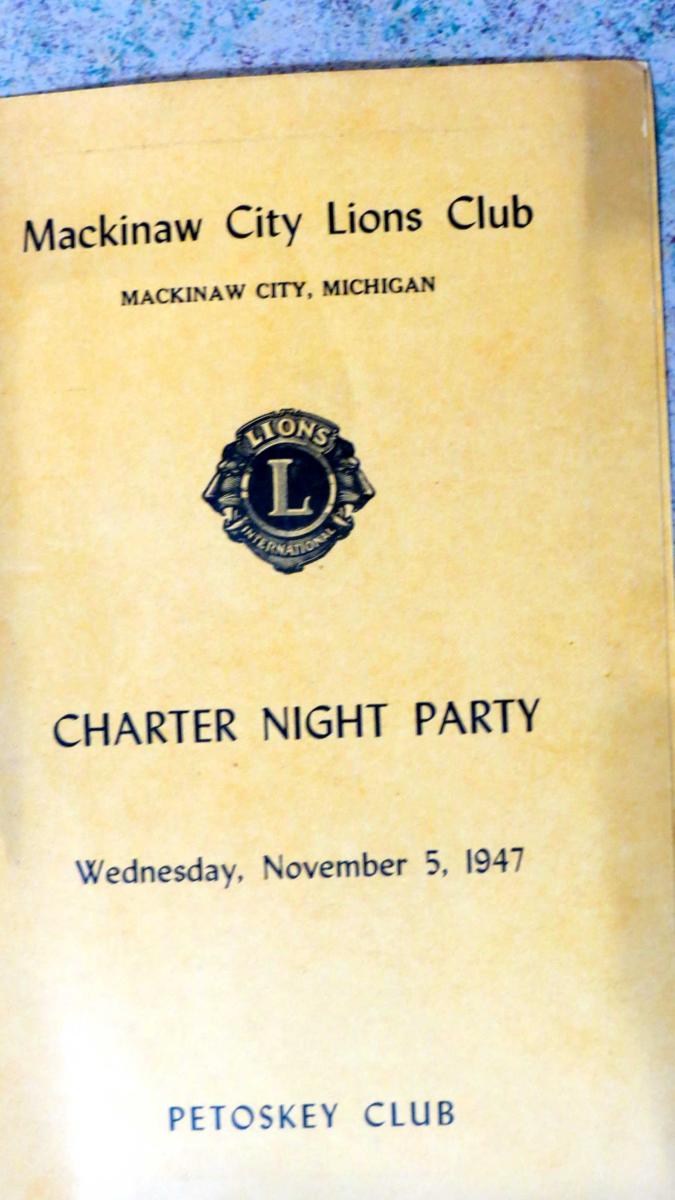 Mackinaw City Lions Club
MACKINAW CITY, MICHIGAN
LIONS
L
INTERNATIONAL
CHARTER NIGHT PARTY
Wednesday, November 5, 1947
PETOSKEY CLUB